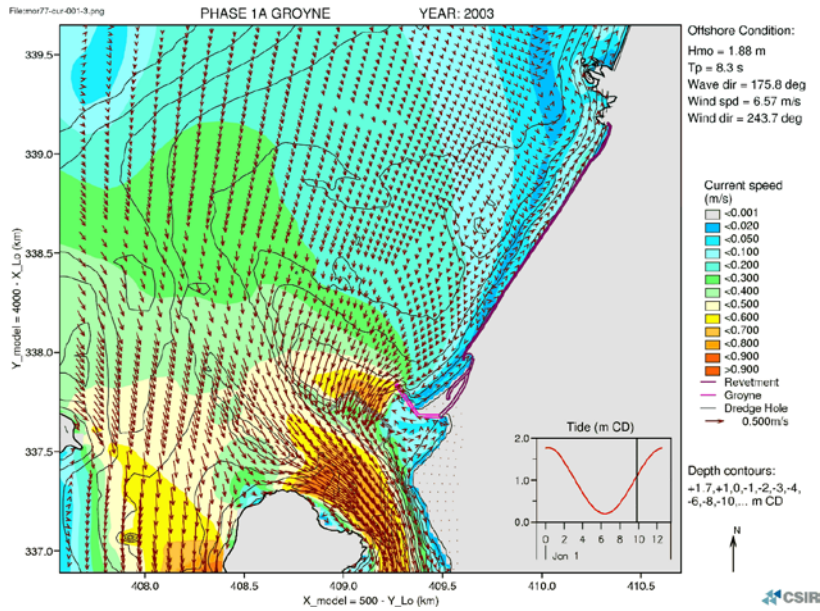 File:mor77-cur-001-3.png
PHASE 1A GROYNE YEAR: 2003
Offshore Condition:
Hmo = 1.88 m
Tp = 8.3 s
Wave dir = 175.8 deg
Wind spd = 6.57 m/s
Wind dir = 243.7 deg
Current speed
(m/s)
<0.001
<0.020
<0.050
<0.100
<0.200
<0.300
<0.400
<0.500
<0.600
<0.700
<0.800
<0.900
>0.900
Revetment
Groyne
Dredge Hole
0.500m/s
Depth contours:
+1.7,+1,0,-1,-2,-3,-4,
-6,-8,-10,... m CD
N
CSIR
Y_model = 4000 - X_Lo (km)
339.5
339.0
338.5
338.0
337.5
337.0
Tide (m CD)
2.0
1.0
0.0
0 2 4 6 8 10 12
Jan 1
408.0 408.5 409.0 409.5 410.0 410.5
X_model = 500 - Y_Lo (km)